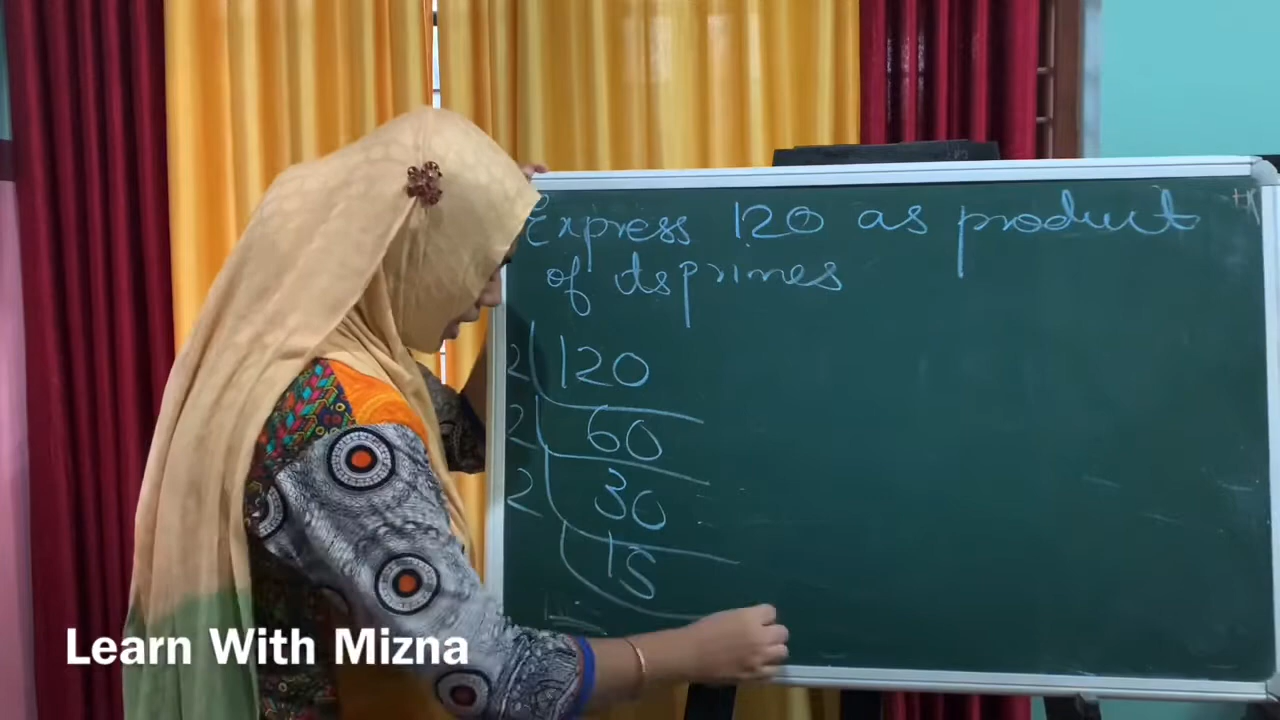 Express 120 as product
of its primes
2 120
2 60
2 30
15
Learn With Mizna